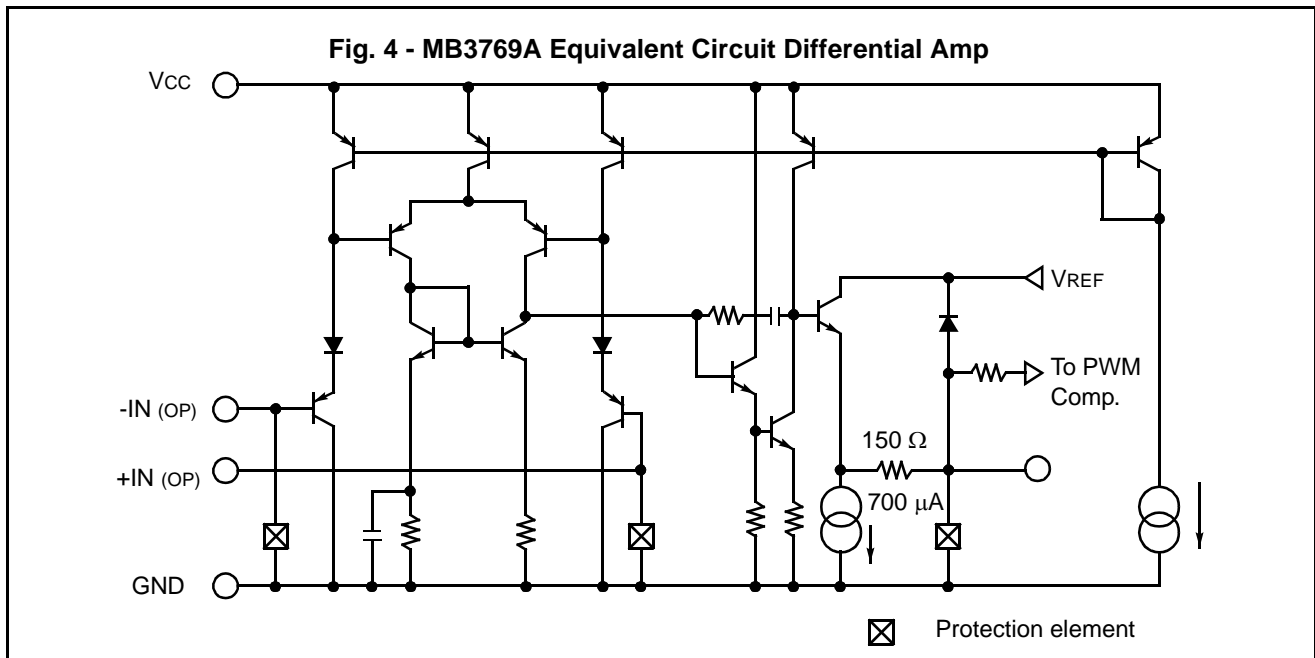 Fig. 4 - MB3769A Equivalent Circuit Differential Amp
VCC
VREF
To PWM
Comp.
-IN (OP)
150 Ω
+IN (OP)
700 μA
GND
Protection element